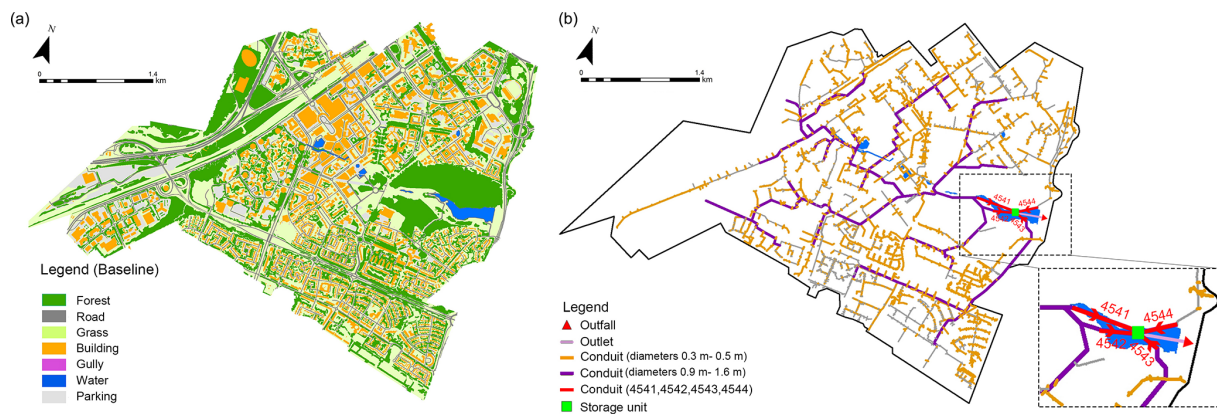 (a)
N
0 1.4
km
Legend (Baseline)
Forest
Road
Grass
Building
Gully
Water
Parking
(b)
N
0 1.4
km
4541
4544
4543
Legend
Outfall
Outlet
Conduit (diameters 0.3 m- 0.5 m)
Conduit (diameters 0.9 m- 1.6 m)
Conduit (4541,4542,4543,4544)
Storage unit
4541
4544
4542
4543